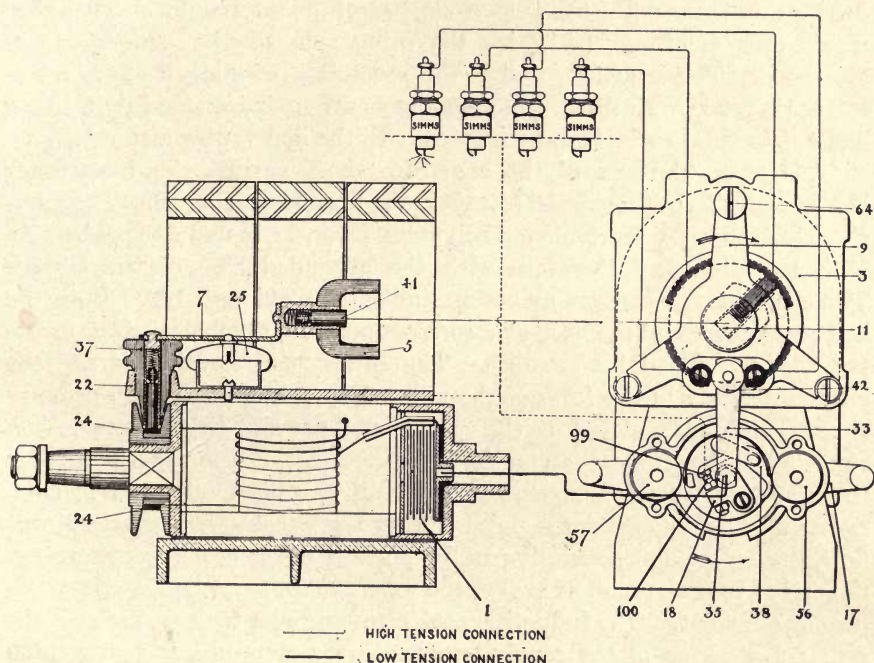 SIMMS SIMMS SIMMS SIMMS
64
9
3
7 25 41
11
37
5
22
42
24
33
99
24
57
1
100 18 35 38 56 17
HIGH TENSION CONNECTION
LOW TENSION CONNECTION